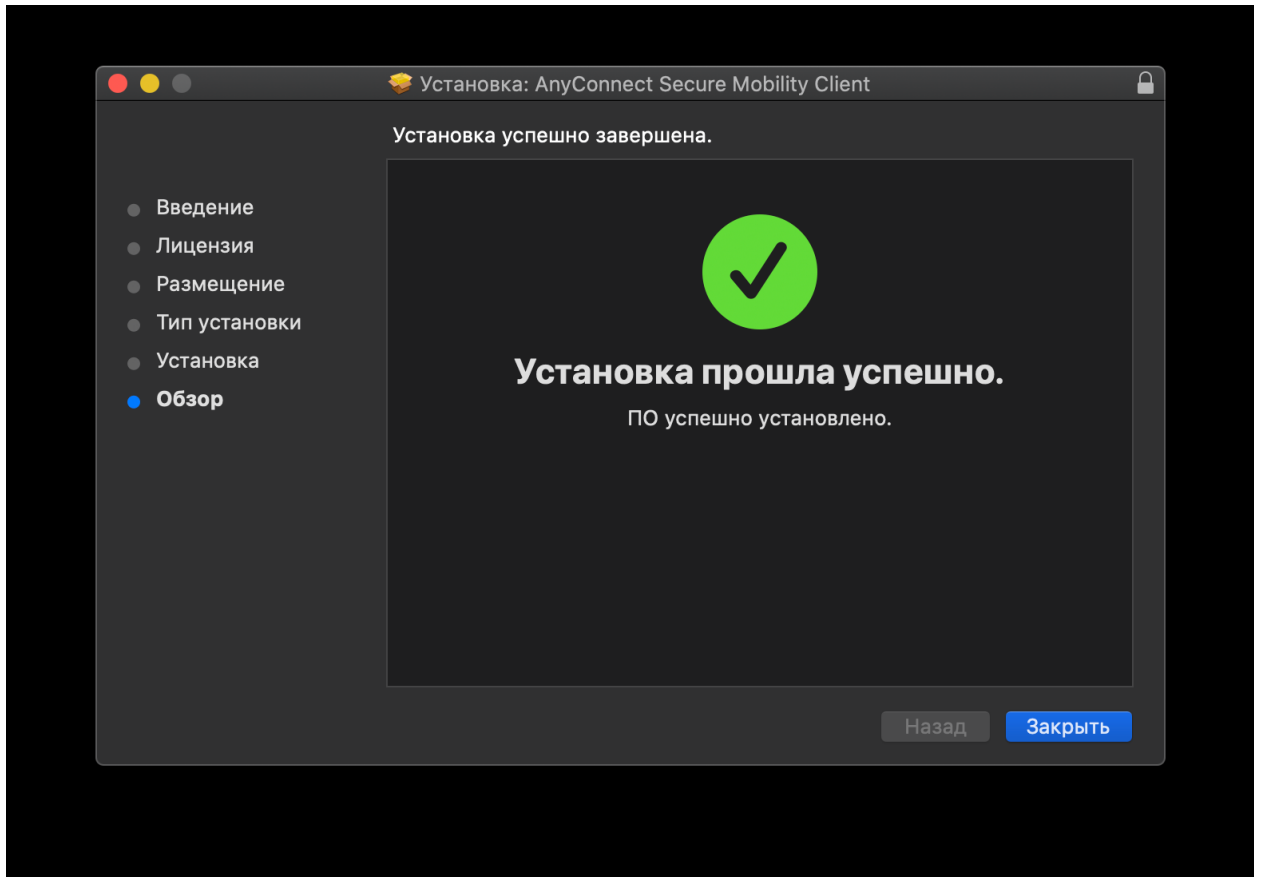 Установка: AnyConnect Secure Mobility Client
Установка успешно завершена.
Введение
Лицензия
Размещение
Тип установки
Установка
Обзор
Установка прошла успешно.
ПО успешно установлено.
Назад
Закрыть